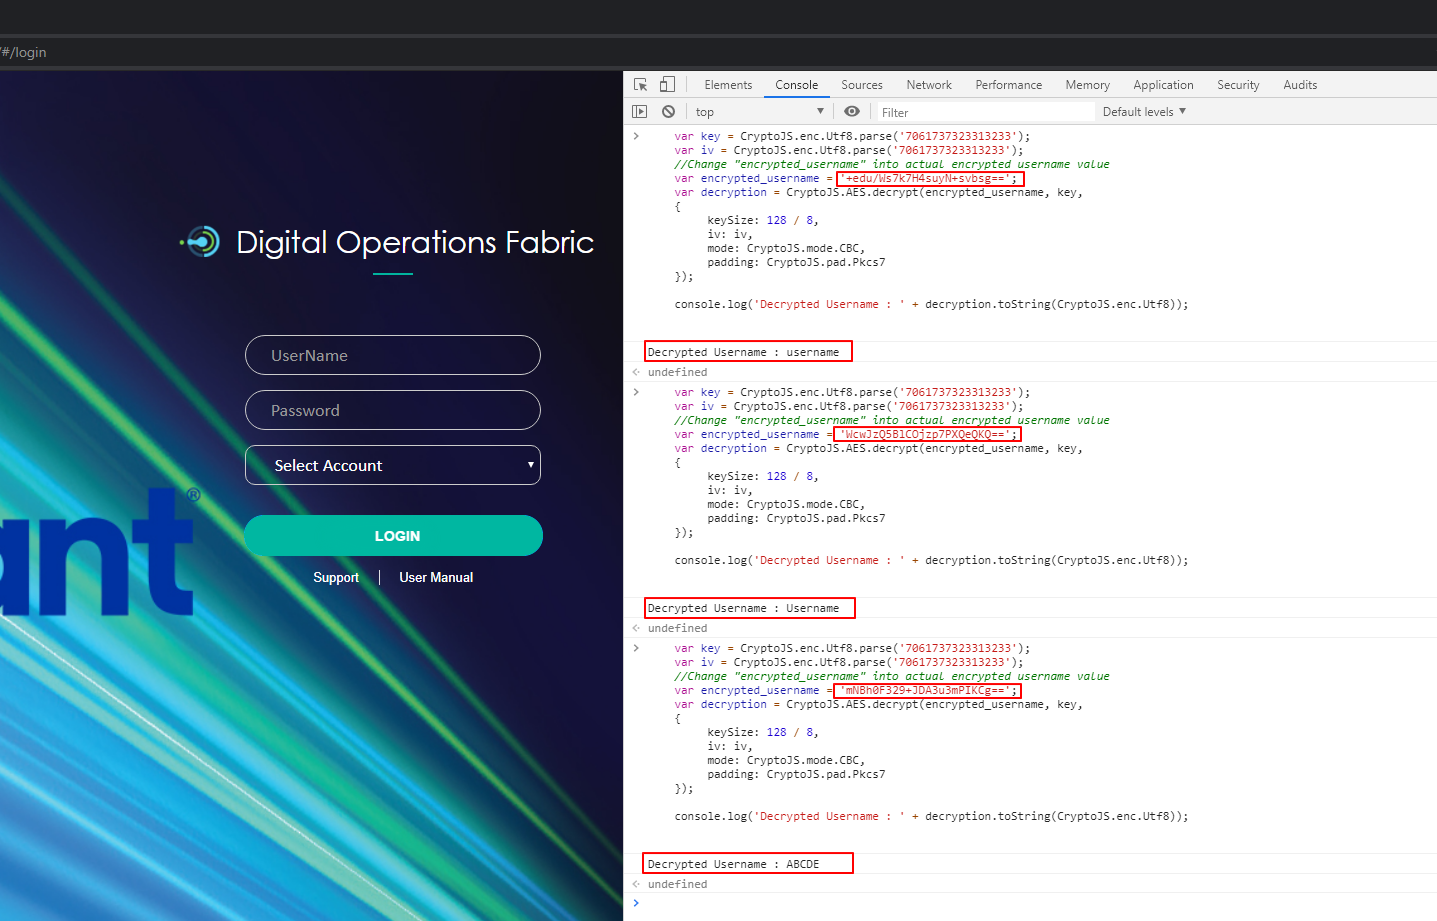 /#/login
Digital Operations Fabric
UserName
Password
Select Account
LOGIN
Support | User Manual
ant®
Elements Console Sources Network Performance Memory Application Security Audits
top Filter Default levels
var key = CryptoJS.enc.Utf8.parse('7061737323313233');
var iv = CryptoJS.enc.Utf8.parse('7061737323313233');
//Change "encrypted_username" into actual encrypted username value
var encrypted_username = '+edu/Ws7k7H4suyN+svbsg==';
var decryption = CryptoJS.AES.decrypt(encrypted_username, key,
{
keySize: 128 / 8,
iv: iv,
mode: CryptoJS.mode.CBC,
padding: CryptoJS.pad.Pkcs7
});
console.log('Decrypted Username : ' + decryption.toString(CryptoJS.enc.Utf8));
Decrypted Username : username
undefined
var key = CryptoJS.enc.Utf8.parse('7061737323313233');
var iv = CryptoJS.enc.Utf8.parse('7061737323313233');
//Change "encrypted_username" into actual encrypted username value
var encrypted_username = 'WcwJzQ5BlCOjzp7PXQeQKQ==';
var decryption = CryptoJS.AES.decrypt(encrypted_username, key,
{
keySize: 128 / 8,
iv: iv,
mode: CryptoJS.mode.CBC,
padding: CryptoJS.pad.Pkcs7
});
console.log('Decrypted Username : ' + decryption.toString(CryptoJS.enc.Utf8));
Decrypted Username : Username
undefined
var key = CryptoJS.enc.Utf8.parse('7061737323313233');
var iv = CryptoJS.enc.Utf8.parse('7061737323313233');
//Change "encrypted_username" into actual encrypted username value
var encrypted_username = 'mNBh0F329+JDA3u3mPIKCg==';
var decryption = CryptoJS.AES.decrypt(encrypted_username, key,
{
keySize: 128 / 8,
iv: iv,
mode: CryptoJS.mode.CBC,
padding: CryptoJS.pad.Pkcs7
});
console.log('Decrypted Username : ' + decryption.toString(CryptoJS.enc.Utf8));
Decrypted Username : ABCDE
undefined